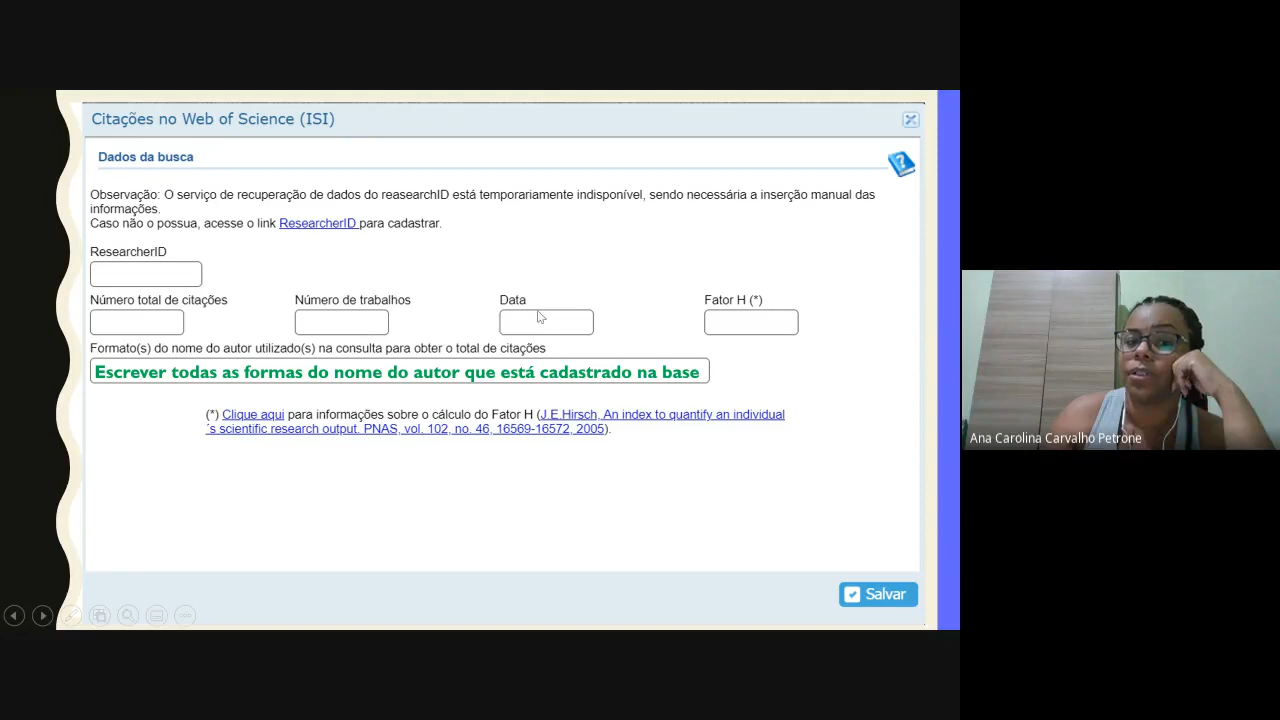 Citações no Web of Science (ISI)
Dados da busca
Observação: O serviço de recuperação de dados do reasearchID está temporariamente indisponível, sendo necessária a inserção manual das
informações.
Caso não o possua, acesse o link ResearcherID para cadastrar.
ResearcherID
Número total de citações Número de trabalhos Data Fator H (*)
Formato(s) do nome do autor utilizado(s) na consulta para obter o total de citações
Escrever todas as formas do nome do autor que está cadastrado na base
(*) Clique aqui para informações sobre o cálculo do Fator H (J.E.Hirsch, An index to quantify an individual
´s scientific research output. PNAS, vol. 102, no. 46, 16569-16572, 2005).
Salvar
Ana Carolina Carvalho Petrone